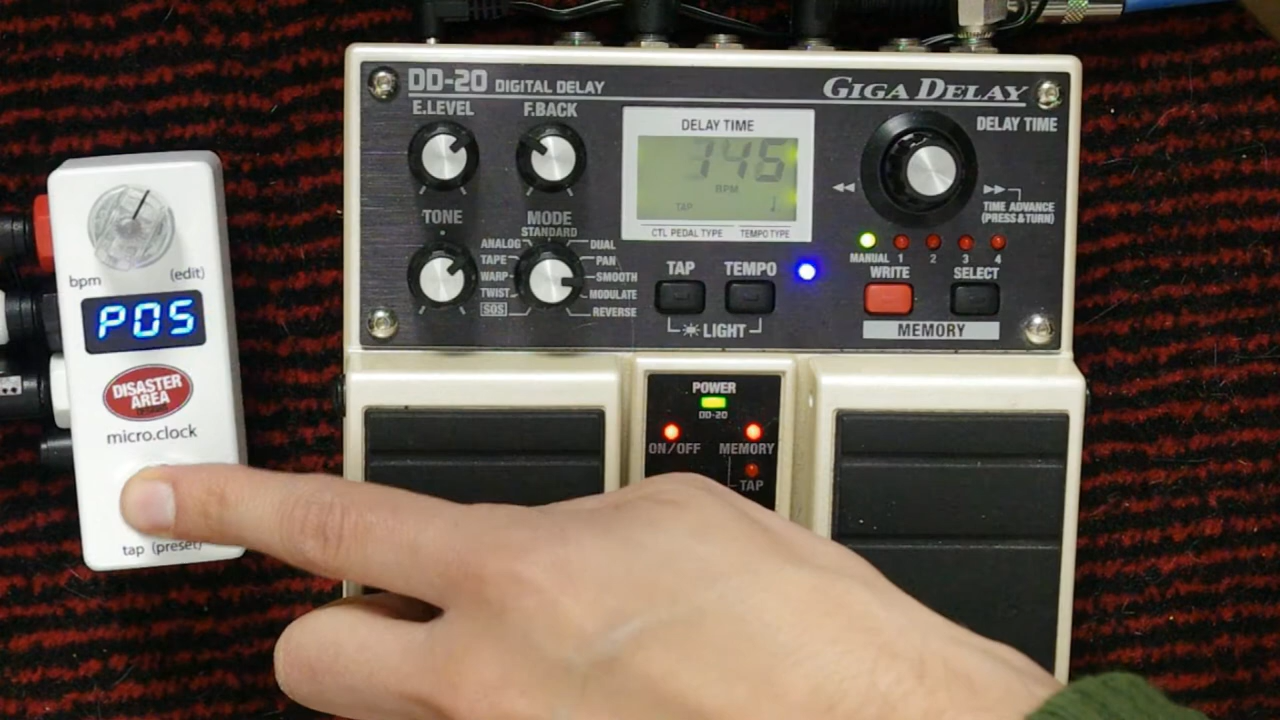 DD-20 DIGITAL DELAY
GIGA DELAY
E.LEVEL
F.BACK
DELAY TIME
146
BPM
TAP
CTL PEDAL TYPE
TEMPO TYPE
DELAY TIME
TIME ADVANCE
(PRESS & TURN)
TONE
MODE
STANDARD
ANALOG
TAPE
WARP
TWIST
SOS
DUAL
PAN
SMOOTH
MODULATE
REVERSE
TAP
TEMPO
LIGHT
MANUAL 1 2 3 4
WRITE
SELECT
MEMORY
POWER
DD-20
ON/OFF
MEMORY
TAP
bpm
(edit)
P05
DISASTER
AREA
micro.clock
tap (preset)